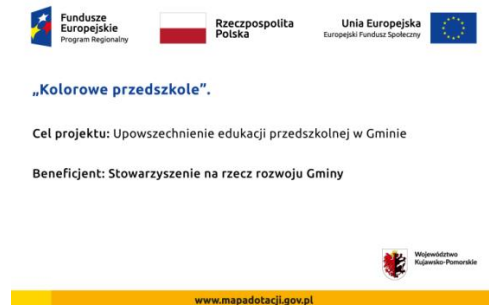 Fundusze
Europejskie
Program Regionalny
Rzeczpospolita
Polska
Unia Europejska
Europejski Fundusz Społeczny
„Kolorowe przedszkole”.
Cel projektu: Upowszechnienie edukacji przedszkolnej w Gminie
Beneficjent: Stowarzyszenie na rzecz rozwoju Gminy
Województwo
Kujawsko-Pomorskie
www.mapadotacji.gov.pl